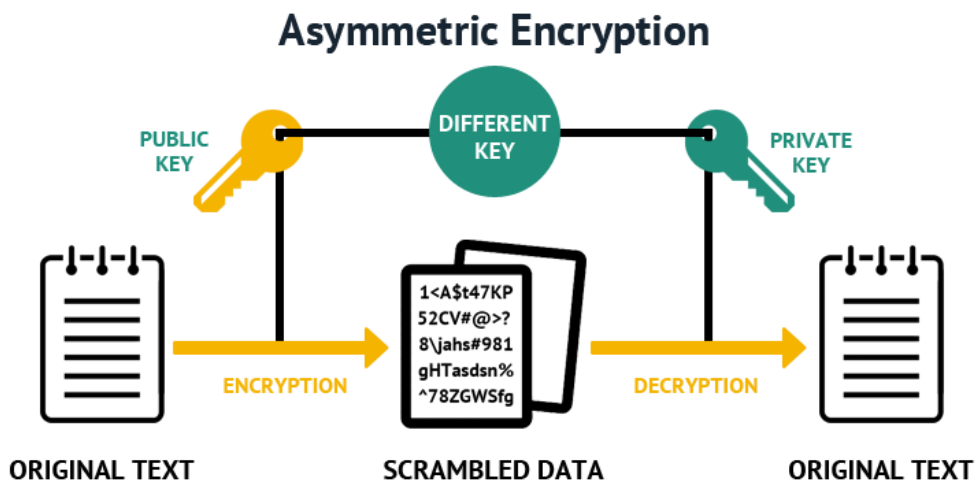 Asymmetric Encryption
PUBLIC
KEY
DIFFERENT
KEY
PRIVATE
KEY
1<A$t47KP
52CV#@>?
8\jahs#981
gHTasdsn%
^78ZGWSfg
ENCRYPTION
DECRYPTION
ORIGINAL TEXT
SCRAMBLED DATA
ORIGINAL TEXT